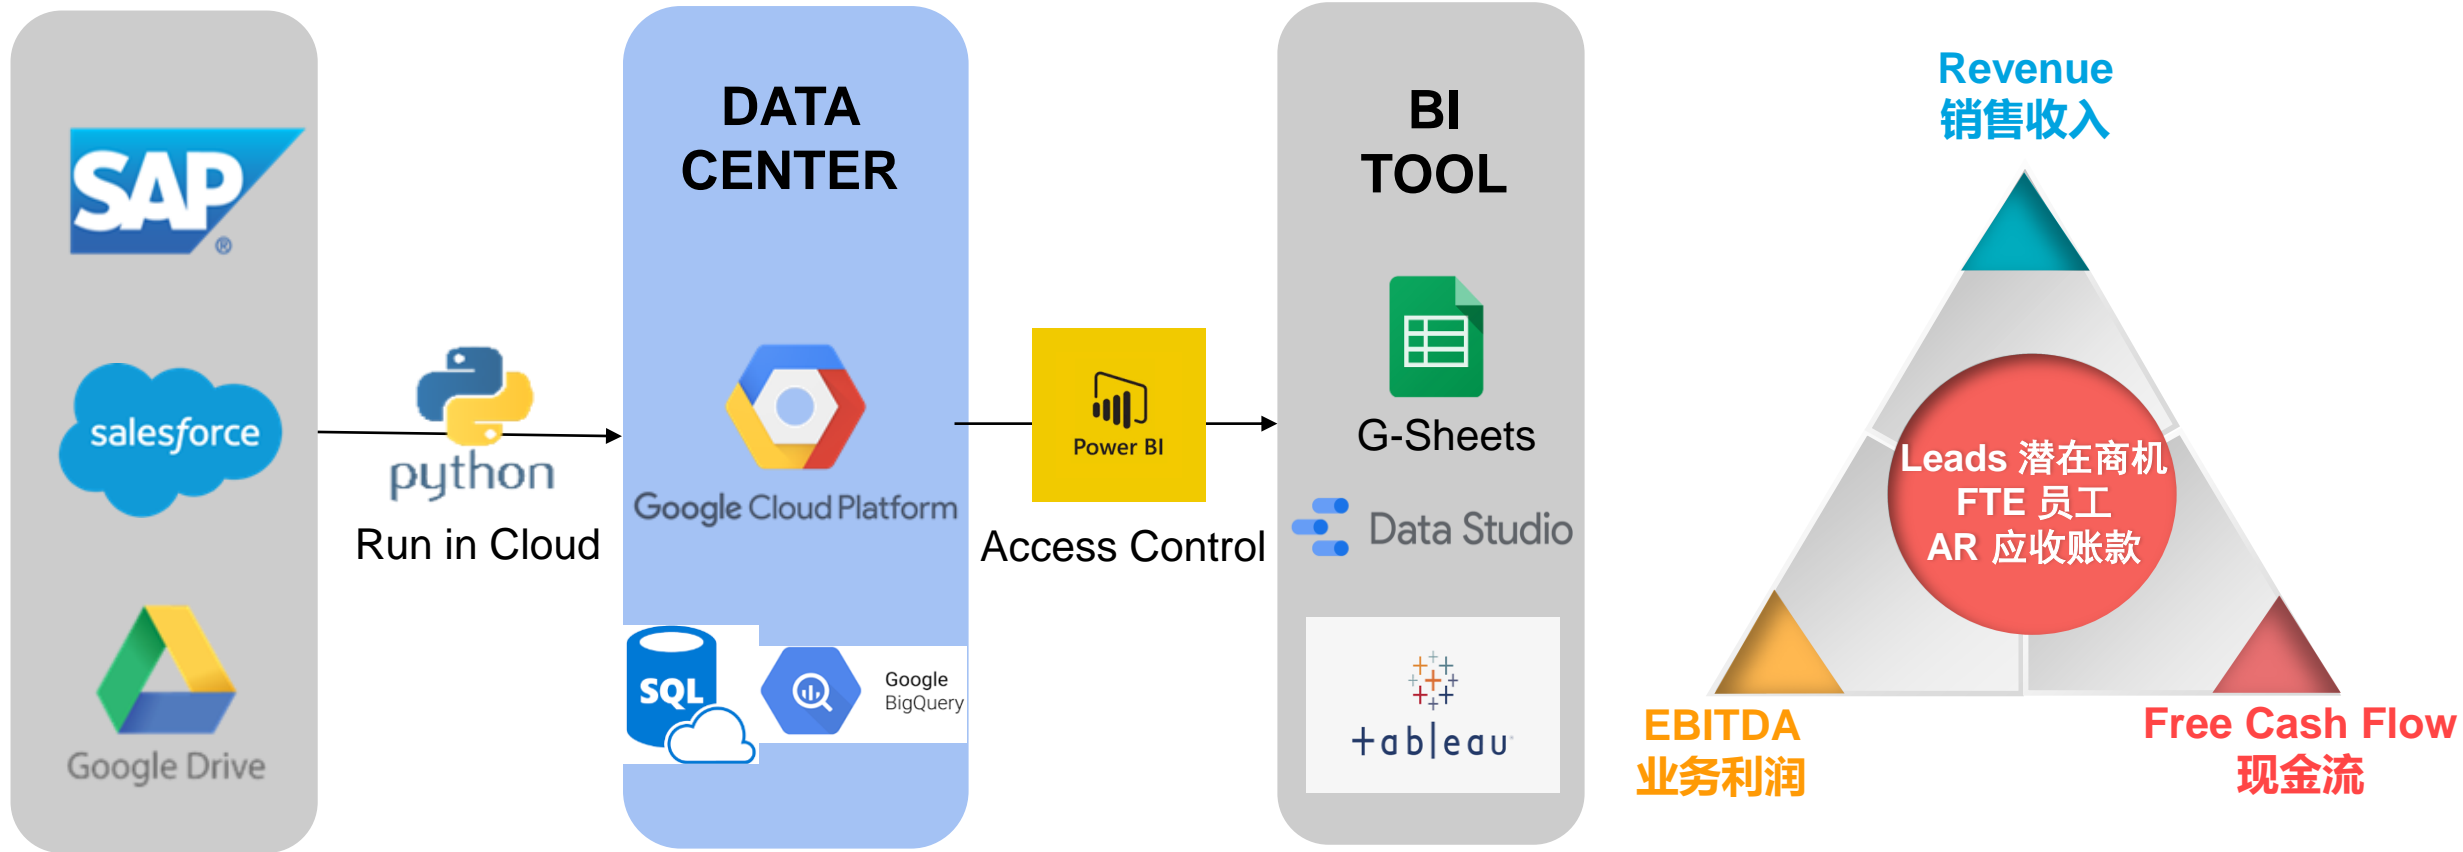 SAP
®
salesforce
Google Drive
python
Run in Cloud
DATA
CENTER
Google Cloud Platform
SQL
Google
BigQuery
Power BI
Access Control
BI
TOOL
G-Sheets
Data Studio
+ableau
Revenue
销售收入
Leads 潜在商机
FTE 员工
AR 应收账款
EBITDA
业务利润
Free Cash Flow
现金流